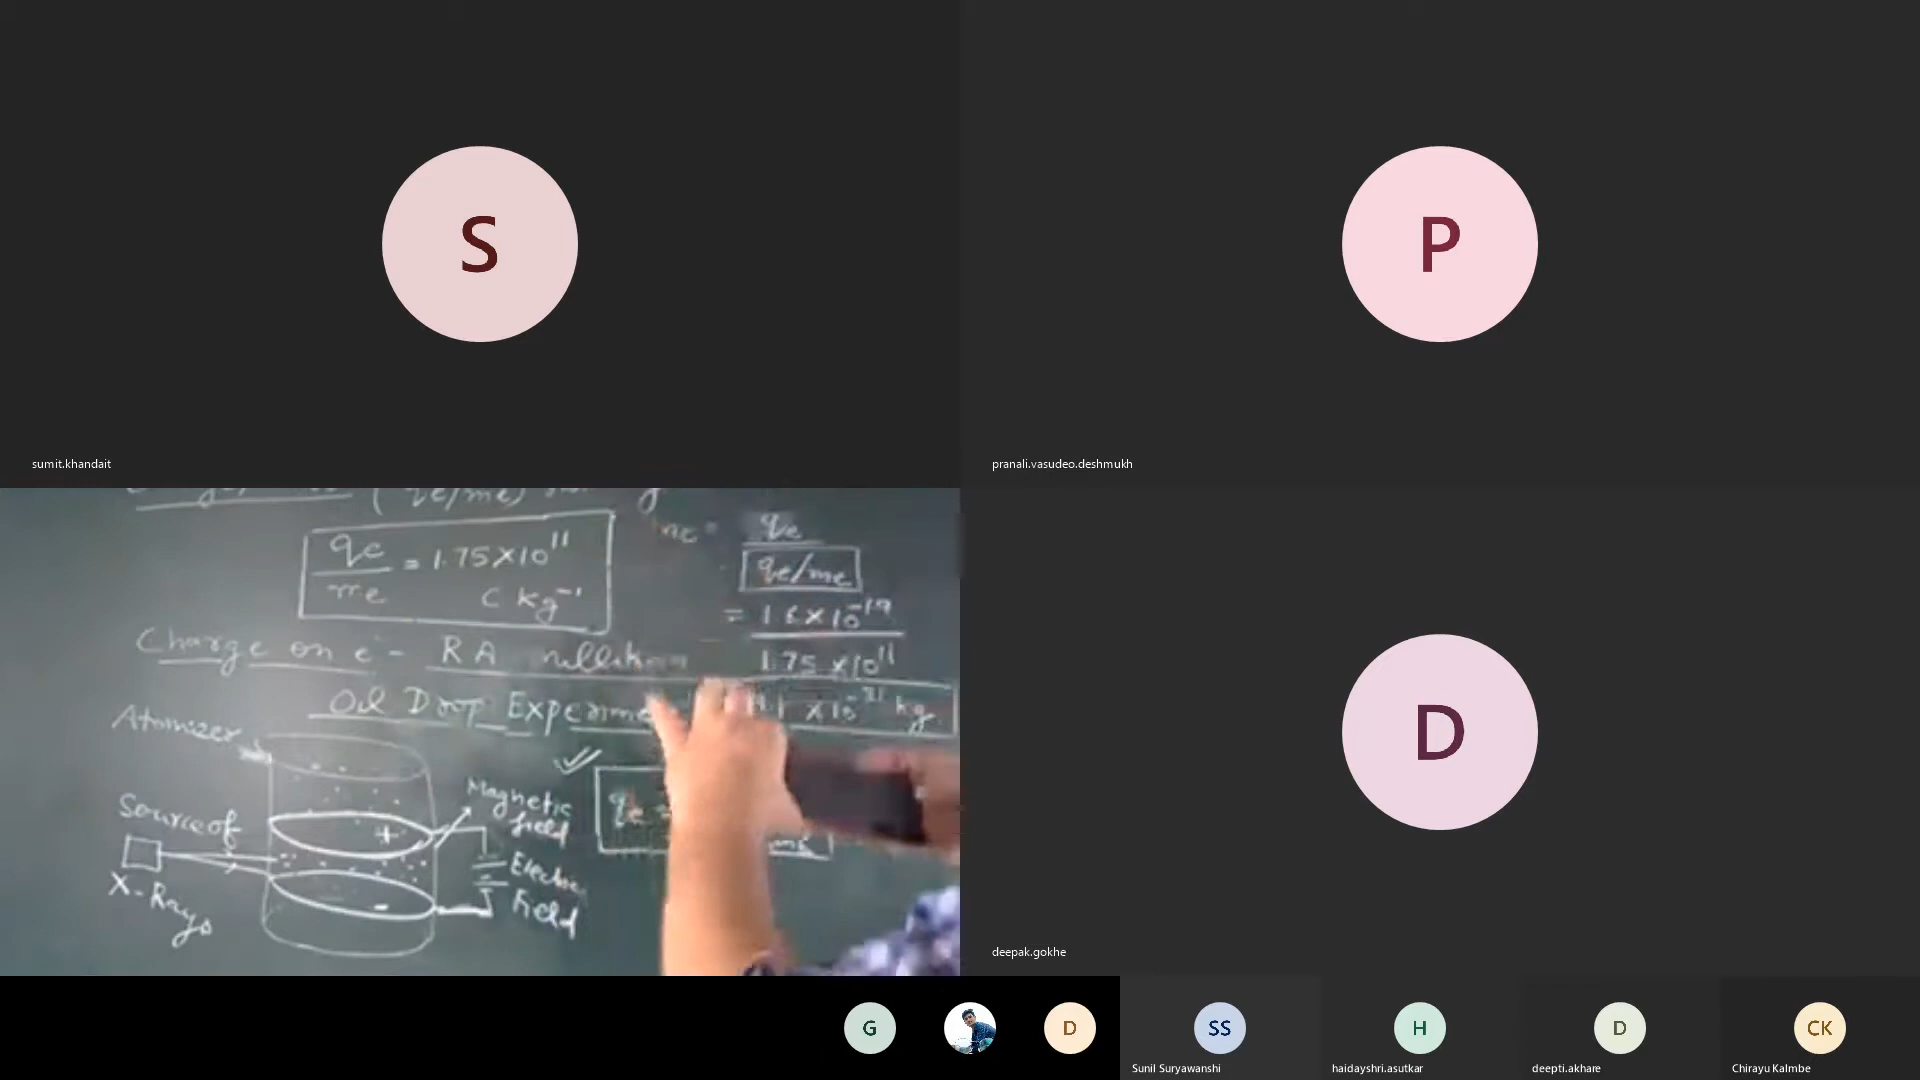 S
P
sumit.khandait
pranali.vasudeo.deshmukh
(qe/me)
qe
me
= 1.75×10¹¹
C kg⁻¹
qe
qe/me
= 1.6×10⁻¹⁹
1.75 ×10¹¹
×10⁻³¹ kg
Charge on e⁻ - RA
Oil Drop
Atomizer
Source of
X-Rays
+
-
Magnetic
field
Field
qe
D
deepak.gokhe
G
D
SS
H
D
CK
Sunil Suryawanshi
haidayshri.asutkar
deepti.akhare
Chirayu Kalmbe